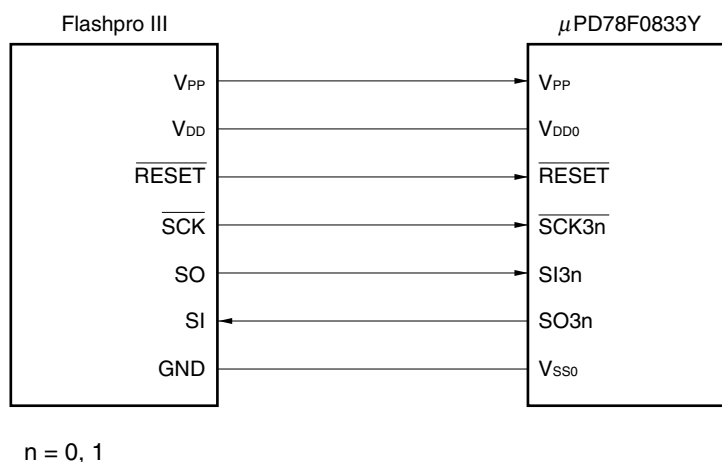 Flashpro III
μPD78F0833Y
VPP
VPP
VDD
VDD0
RESET
RESET
SCK
SCK3n
SO
SI3n
SI
SO3n
GND
VSS0
n = 0, 1